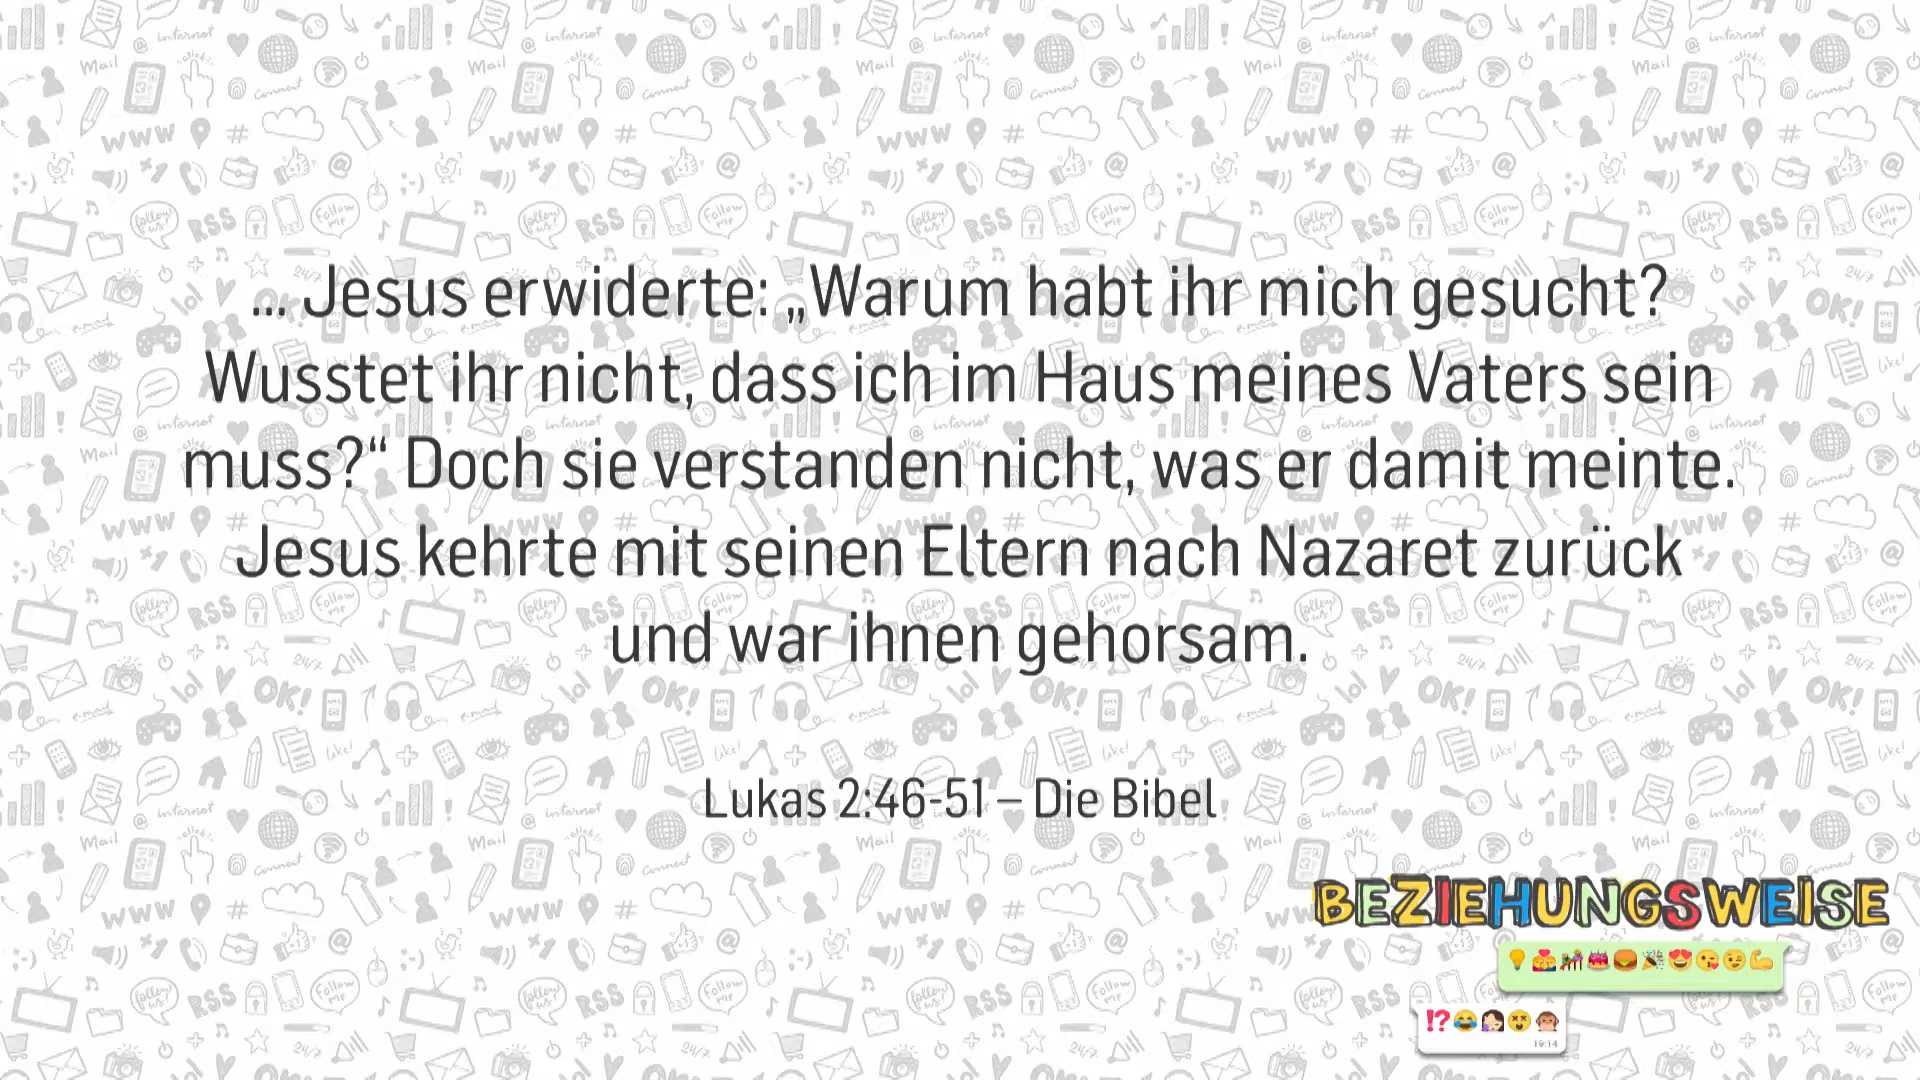 ... Jesus erwiderte: „Warum habt ihr mich gesucht?
Wusstet ihr nicht, dass ich im Haus meines Vaters sein
muss?“ Doch sie verstanden nicht, was er damit meinte.
Jesus kehrte mit seinen Eltern nach Nazaret zurück
und war ihnen gehorsam.
Lukas 2:46-51 – Die Bibel
BEZIEHUNGSWEISE
19:14